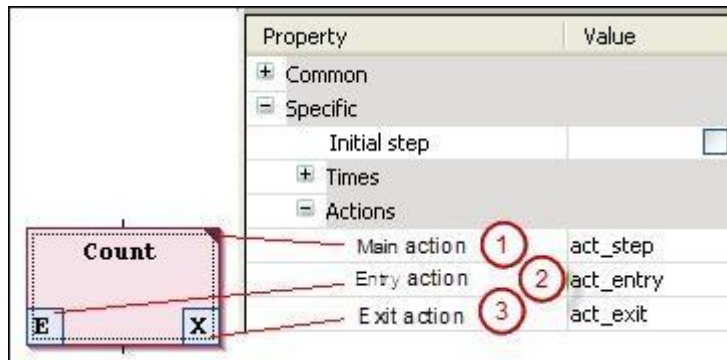 Property Value
Common
Specific
Initial step
Times
Actions
Count
Main action 1 act_step
Entry action 2 act_entry
E X Exit action 3 act_exit